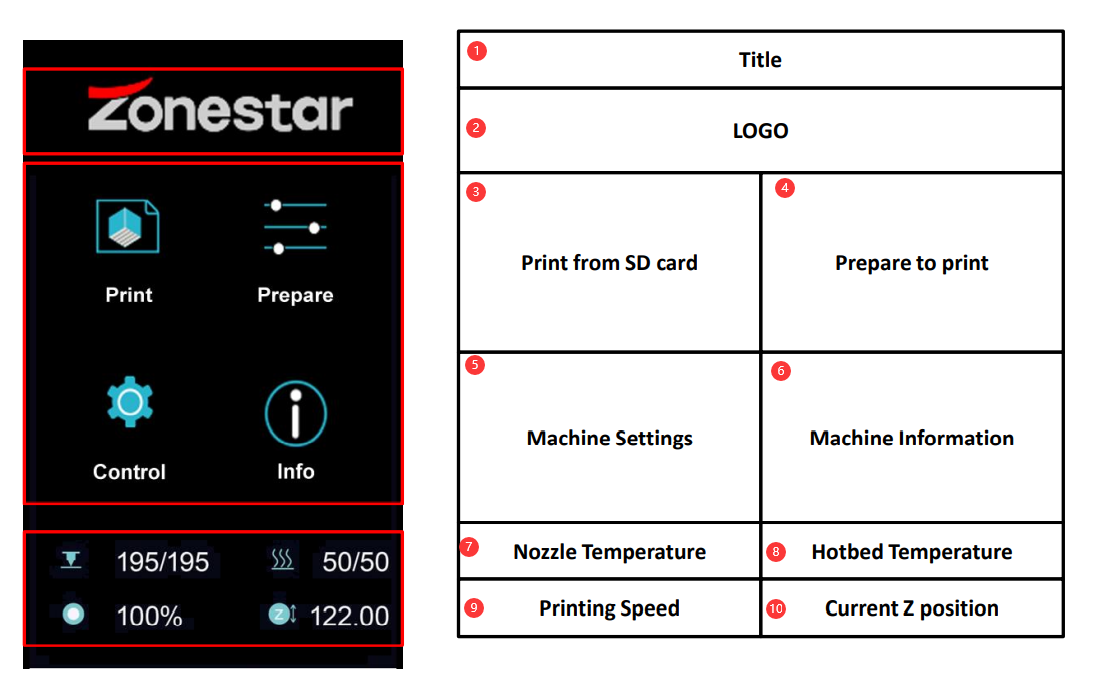 Zonestar
Print Prepare
Control Info
195/195 50/50
100% Z 122.00
1 Title
2 LOGO
3 Print from SD card 4 Prepare to print
5 Machine Settings 6 Machine Information
7 Nozzle Temperature 8 Hotbed Temperature
9 Printing Speed 10 Current Z position